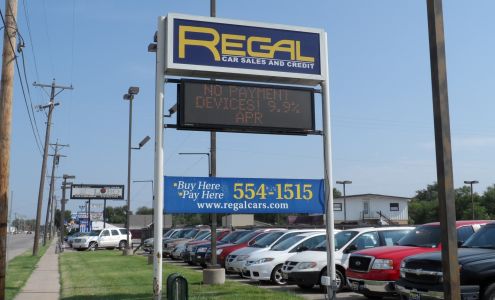 REGAL
CAR SALES AND CREDIT
NO PAYMENT
DEVICES! 9.9%
APR
Buy Here
Pay Here
554-1515
www.regalcars.com
REGAL